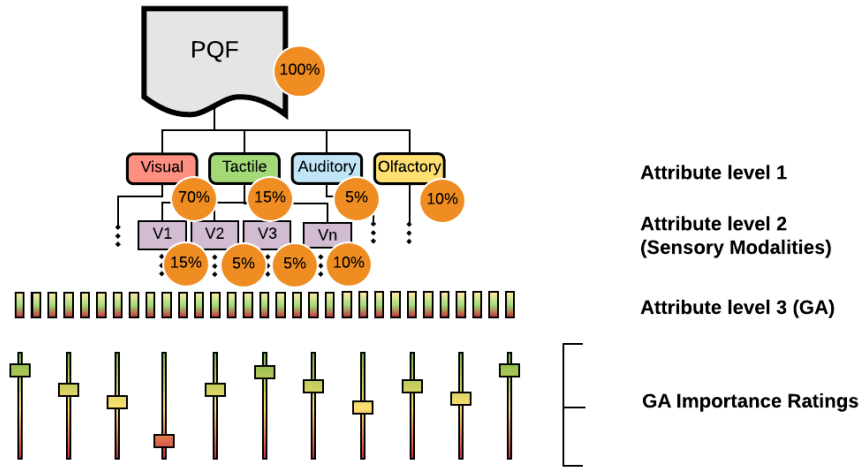 PQF
100%
Visual
Tactile
Auditory
Olfactory
Attribute level 1
70%
15%
5%
10%
V1
V2
V3
Vn
Attribute level 2
(Sensory Modalities)
15%
5%
5%
10%
Attribute level 3 (GA)
GA Importance Ratings